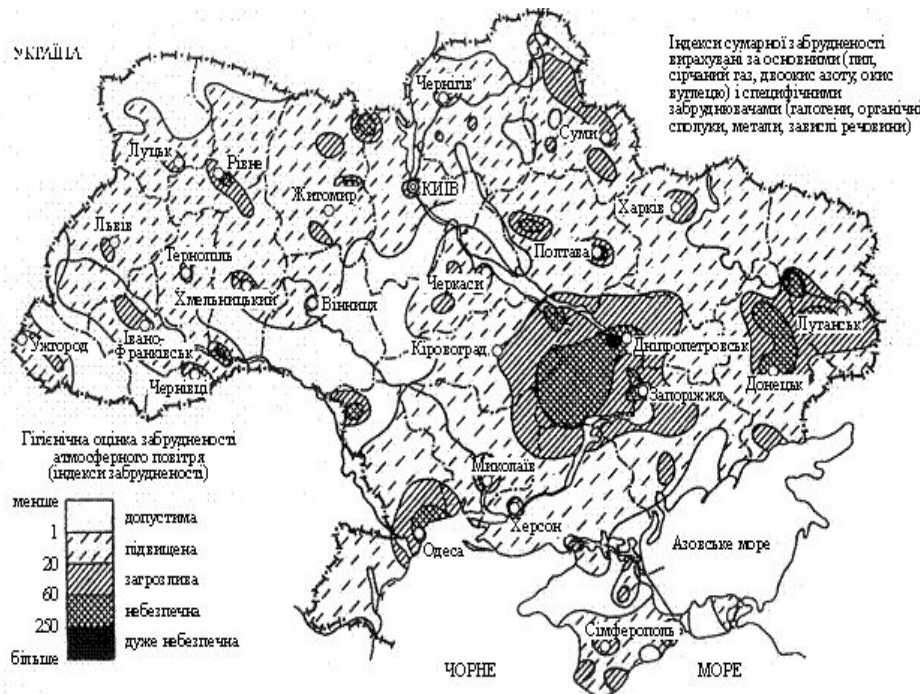 УКРАЇНА
Індекси сумарної забрудненості
вирахувані за основними (пил,
сірчаний газ, двоокис азоту, окис
вуглецю) і специфічними
забруднювачами (галогени, органічні
сполуки, метали, завислі речовини)
Чернігів
Суми
Луцьк
Рівне
Житомир
КИЇВ
Харків
Львів
Тернопіль
Хмельницький
Вінниця
Черкаси
Полтава
Луганськ
Ужгород
Івано-
Франківськ
Чернівці
Кіровоград
Дніпропетровськ
Запоріжжя
Донецьк
Гігієнічна оцінка забрудненості
атмосферного повітря
(індекси забрудненості)
менше
допустима
1
підвищена
20
загрозлива
60
небезпечна
250
дуже небезпечна
більше
Миколаїв
Херсон
Одеса
Азовське море
Сімферополь
ЧОРНЕ МОРЕ